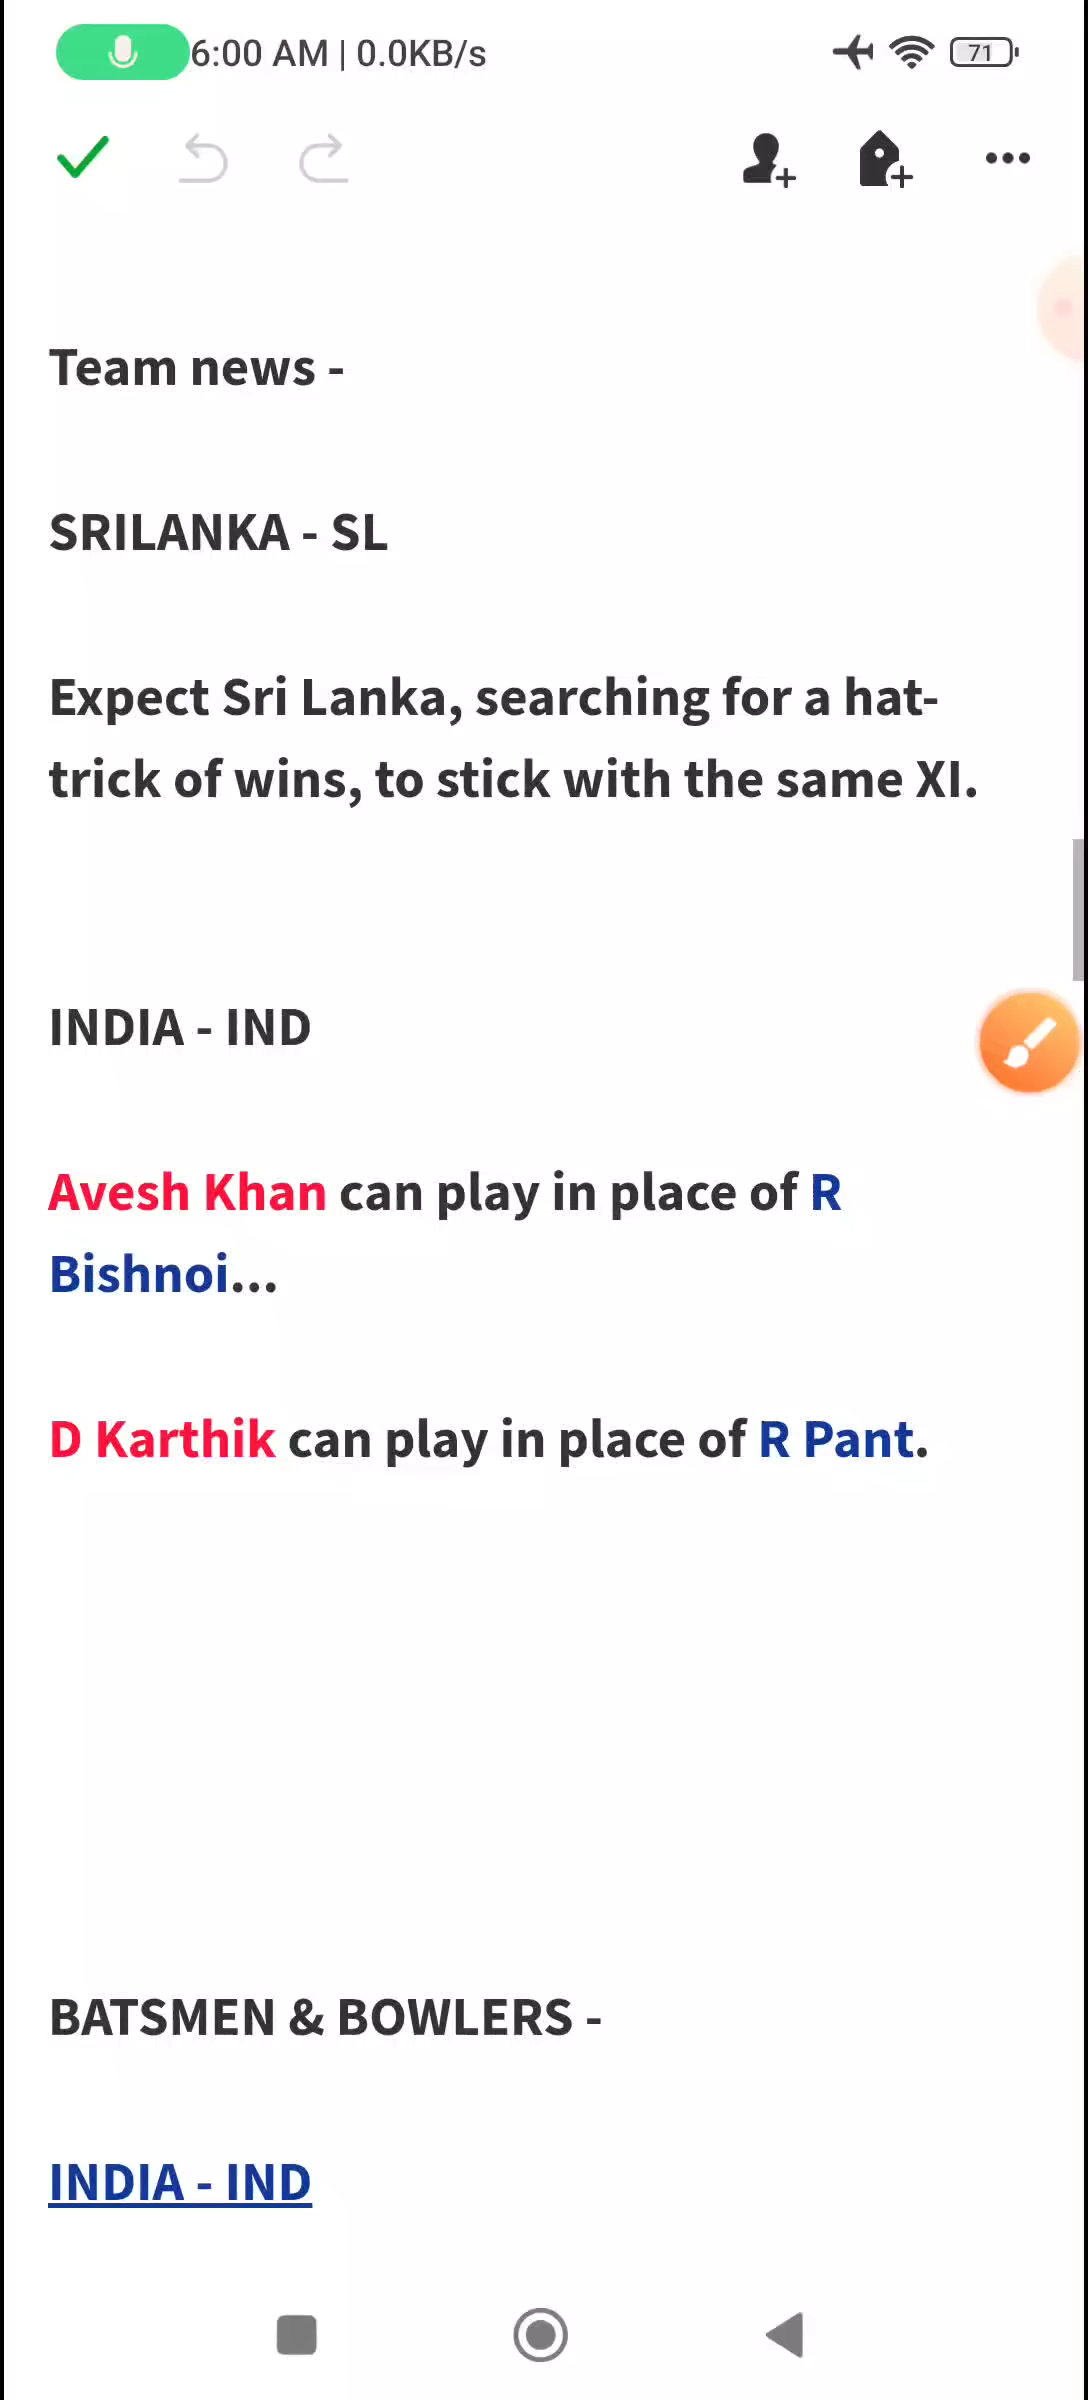 6:00 AM | 0.0KB/s
71
Team news -
SRILANKA - SL
Expect Sri Lanka, searching for a hat-
trick of wins, to stick with the same XI.
INDIA - IND
Avesh Khan can play in place of R
Bishnoi...
D Karthik can play in place of R Pant.
BATSMEN & BOWLERS -
INDIA - IND